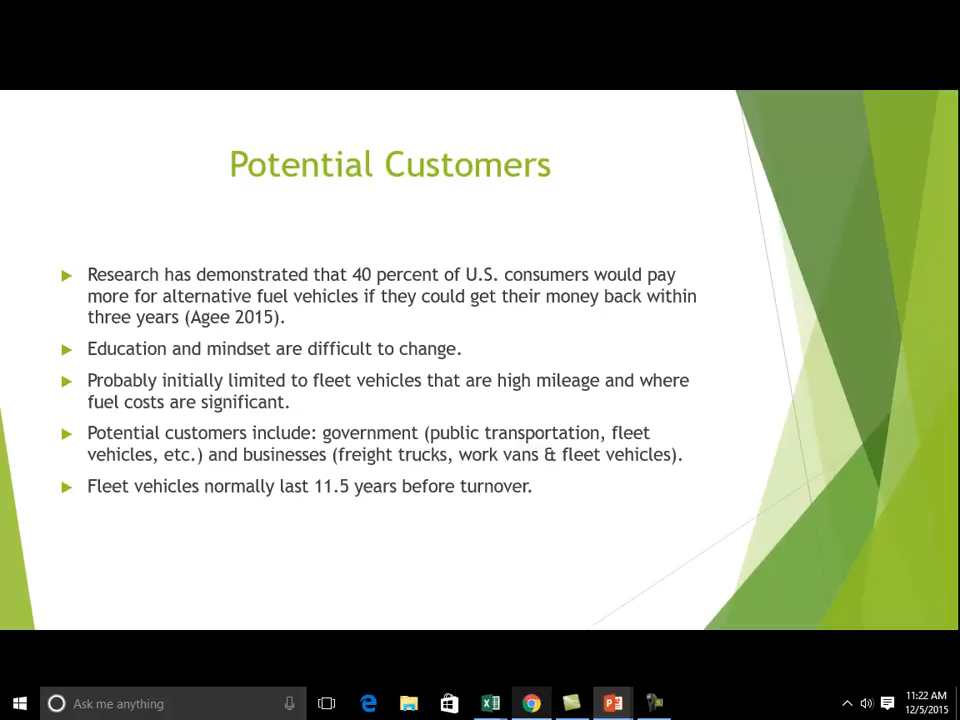 Potential Customers
Research has demonstrated that 40 percent of U.S. consumers would pay
more for alternative fuel vehicles if they could get their money back within
three years (Agee 2015).
Education and mindset are difficult to change.
Probably initially limited to fleet vehicles that are high mileage and where
fuel costs are significant.
Potential customers include: government (public transportation, fleet
vehicles, etc.) and businesses (freight trucks, work vans & fleet vehicles).
Fleet vehicles normally last 11.5 years before turnover.
Ask me anything
11:22 AM
12/5/2015